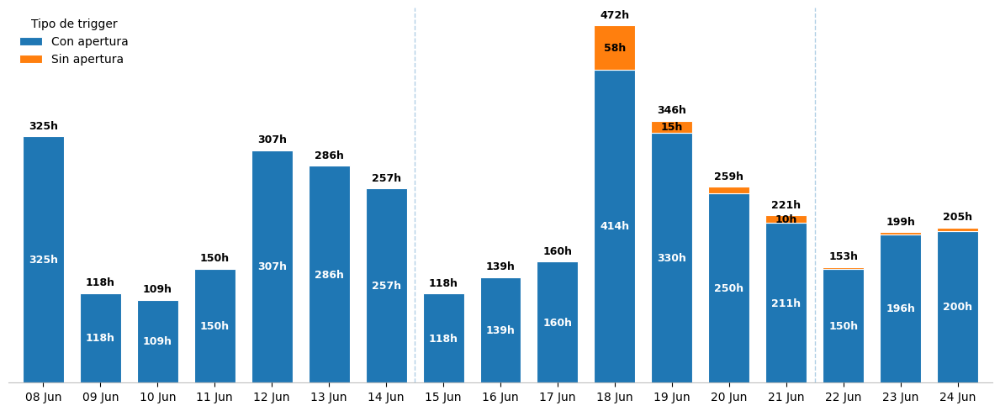 Tipo de trigger
Con apertura
Sin apertura
472h
58h
346h
15h
325h
307h
286h
257h
259h
221h
10h
199h
205h
150h
118h
109h
118h
139h
160h
153h
414h
325h
307h
286h
257h
330h
250h
211h
196h
200h
150h
118h
109h
118h
139h
160h
150h
08 Jun 09 Jun 10 Jun 11 Jun 12 Jun 13 Jun 14 Jun 15 Jun 16 Jun 17 Jun 18 Jun 19 Jun 20 Jun 21 Jun 22 Jun 23 Jun 24 Jun